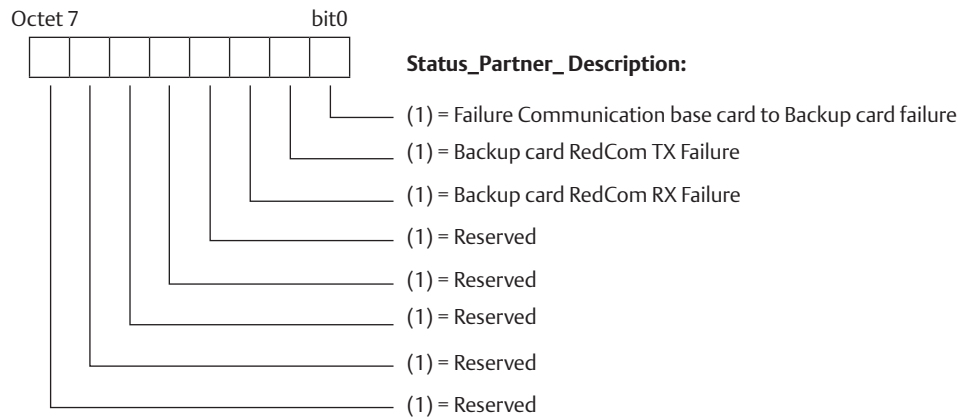 Octet 7 bit0
Status_Partner_ Description:
(1) = Failure Communication base card to Backup card failure
(1) = Backup card RedCom TX Failure
(1) = Backup card RedCom RX Failure
(1) = Reserved
(1) = Reserved
(1) = Reserved
(1) = Reserved
(1) = Reserved